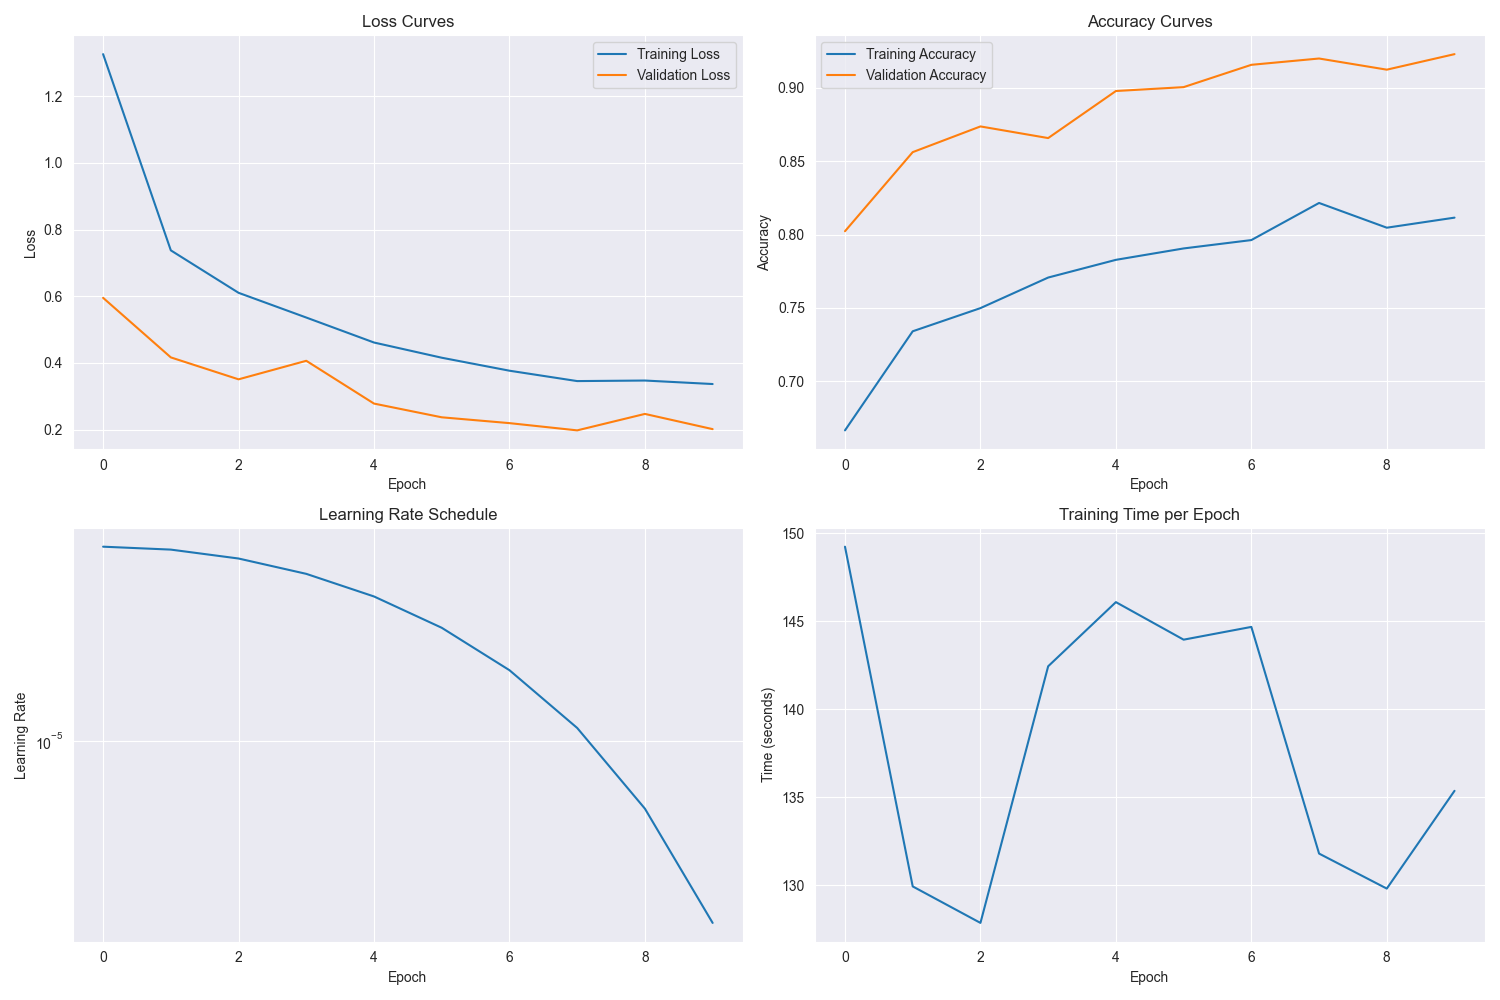 Loss Curves
Training Loss
Validation Loss
Loss
1.2
1.0
0.8
0.6
0.4
0.2
0 2 4 6 8
Epoch
Accuracy Curves
Training Accuracy
Validation Accuracy
Accuracy
0.90
0.85
0.80
0.75
0.70
0 2 4 6 8
Epoch
Learning Rate Schedule
Learning Rate
10⁻⁵
0 2 4 6 8
Epoch
Training Time per Epoch
Time (seconds)
150
145
140
135
130
0 2 4 6 8
Epoch